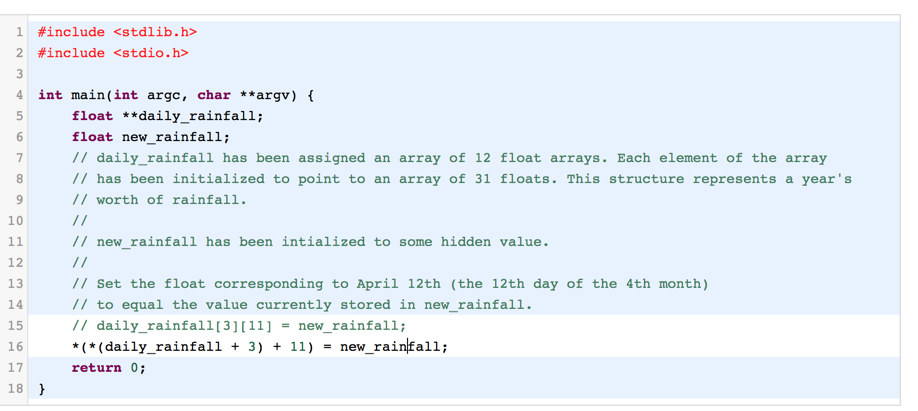 1 #include <stdlib.h>
2 #include <stdio.h>
3
4 int main(int argc, char **argv) {
5 float **daily_rainfall;
6 float new_rainfall;
7 // daily_rainfall has been assigned an array of 12 float arrays. Each element of the array
8 // has been initialized to point to an array of 31 floats. This structure represents a year's
9 // worth of rainfall.
10 //
11 // new_rainfall has been intialized to some hidden value.
12 //
13 // Set the float corresponding to April 12th (the 12th day of the 4th month)
14 // to equal the value currently stored in new_rainfall.
15 // daily_rainfall[3][11] = new_rainfall;
16 *(*(daily_rainfall + 3) + 11) = new_rainfall;
17 return 0;
18 }